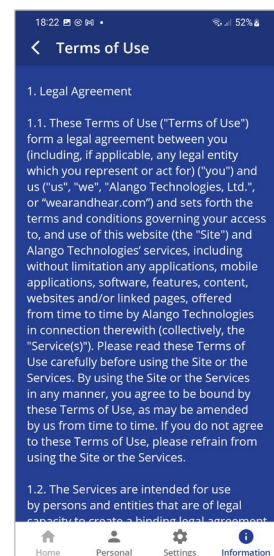 18:22
52%
Terms of Use
1. Legal Agreement
1.1. These Terms of Use ("Terms of Use")
form a legal agreement between you
(including, if applicable, any legal entity
which you represent or act for) ("you") and
us ("us", "we", "Alango Technologies, Ltd.",
or “wearandhear.com”) and sets forth the
terms and conditions governing your access
to, and use of this website (the "Site") and
Alango Technologies’ services, including
without limitation any applications, mobile
applications, software, features, content,
websites and/or linked pages, offered
from time to time by Alango Technologies
in connection therewith (collectively, the
"Service(s)"). Please read these Terms of
Use carefully before using the Site or the
Services. By using the Site or the Services
in any manner, you agree to be bound by
these Terms of Use, as may be amended
by us from time to time. If you do not agree
to these Terms of Use, please refrain from
using the Site or the Services.
1.2. The Services are intended for use
by persons and entities that are of legal
capacity to create a binding legal agreement
Home Personal Settings Information